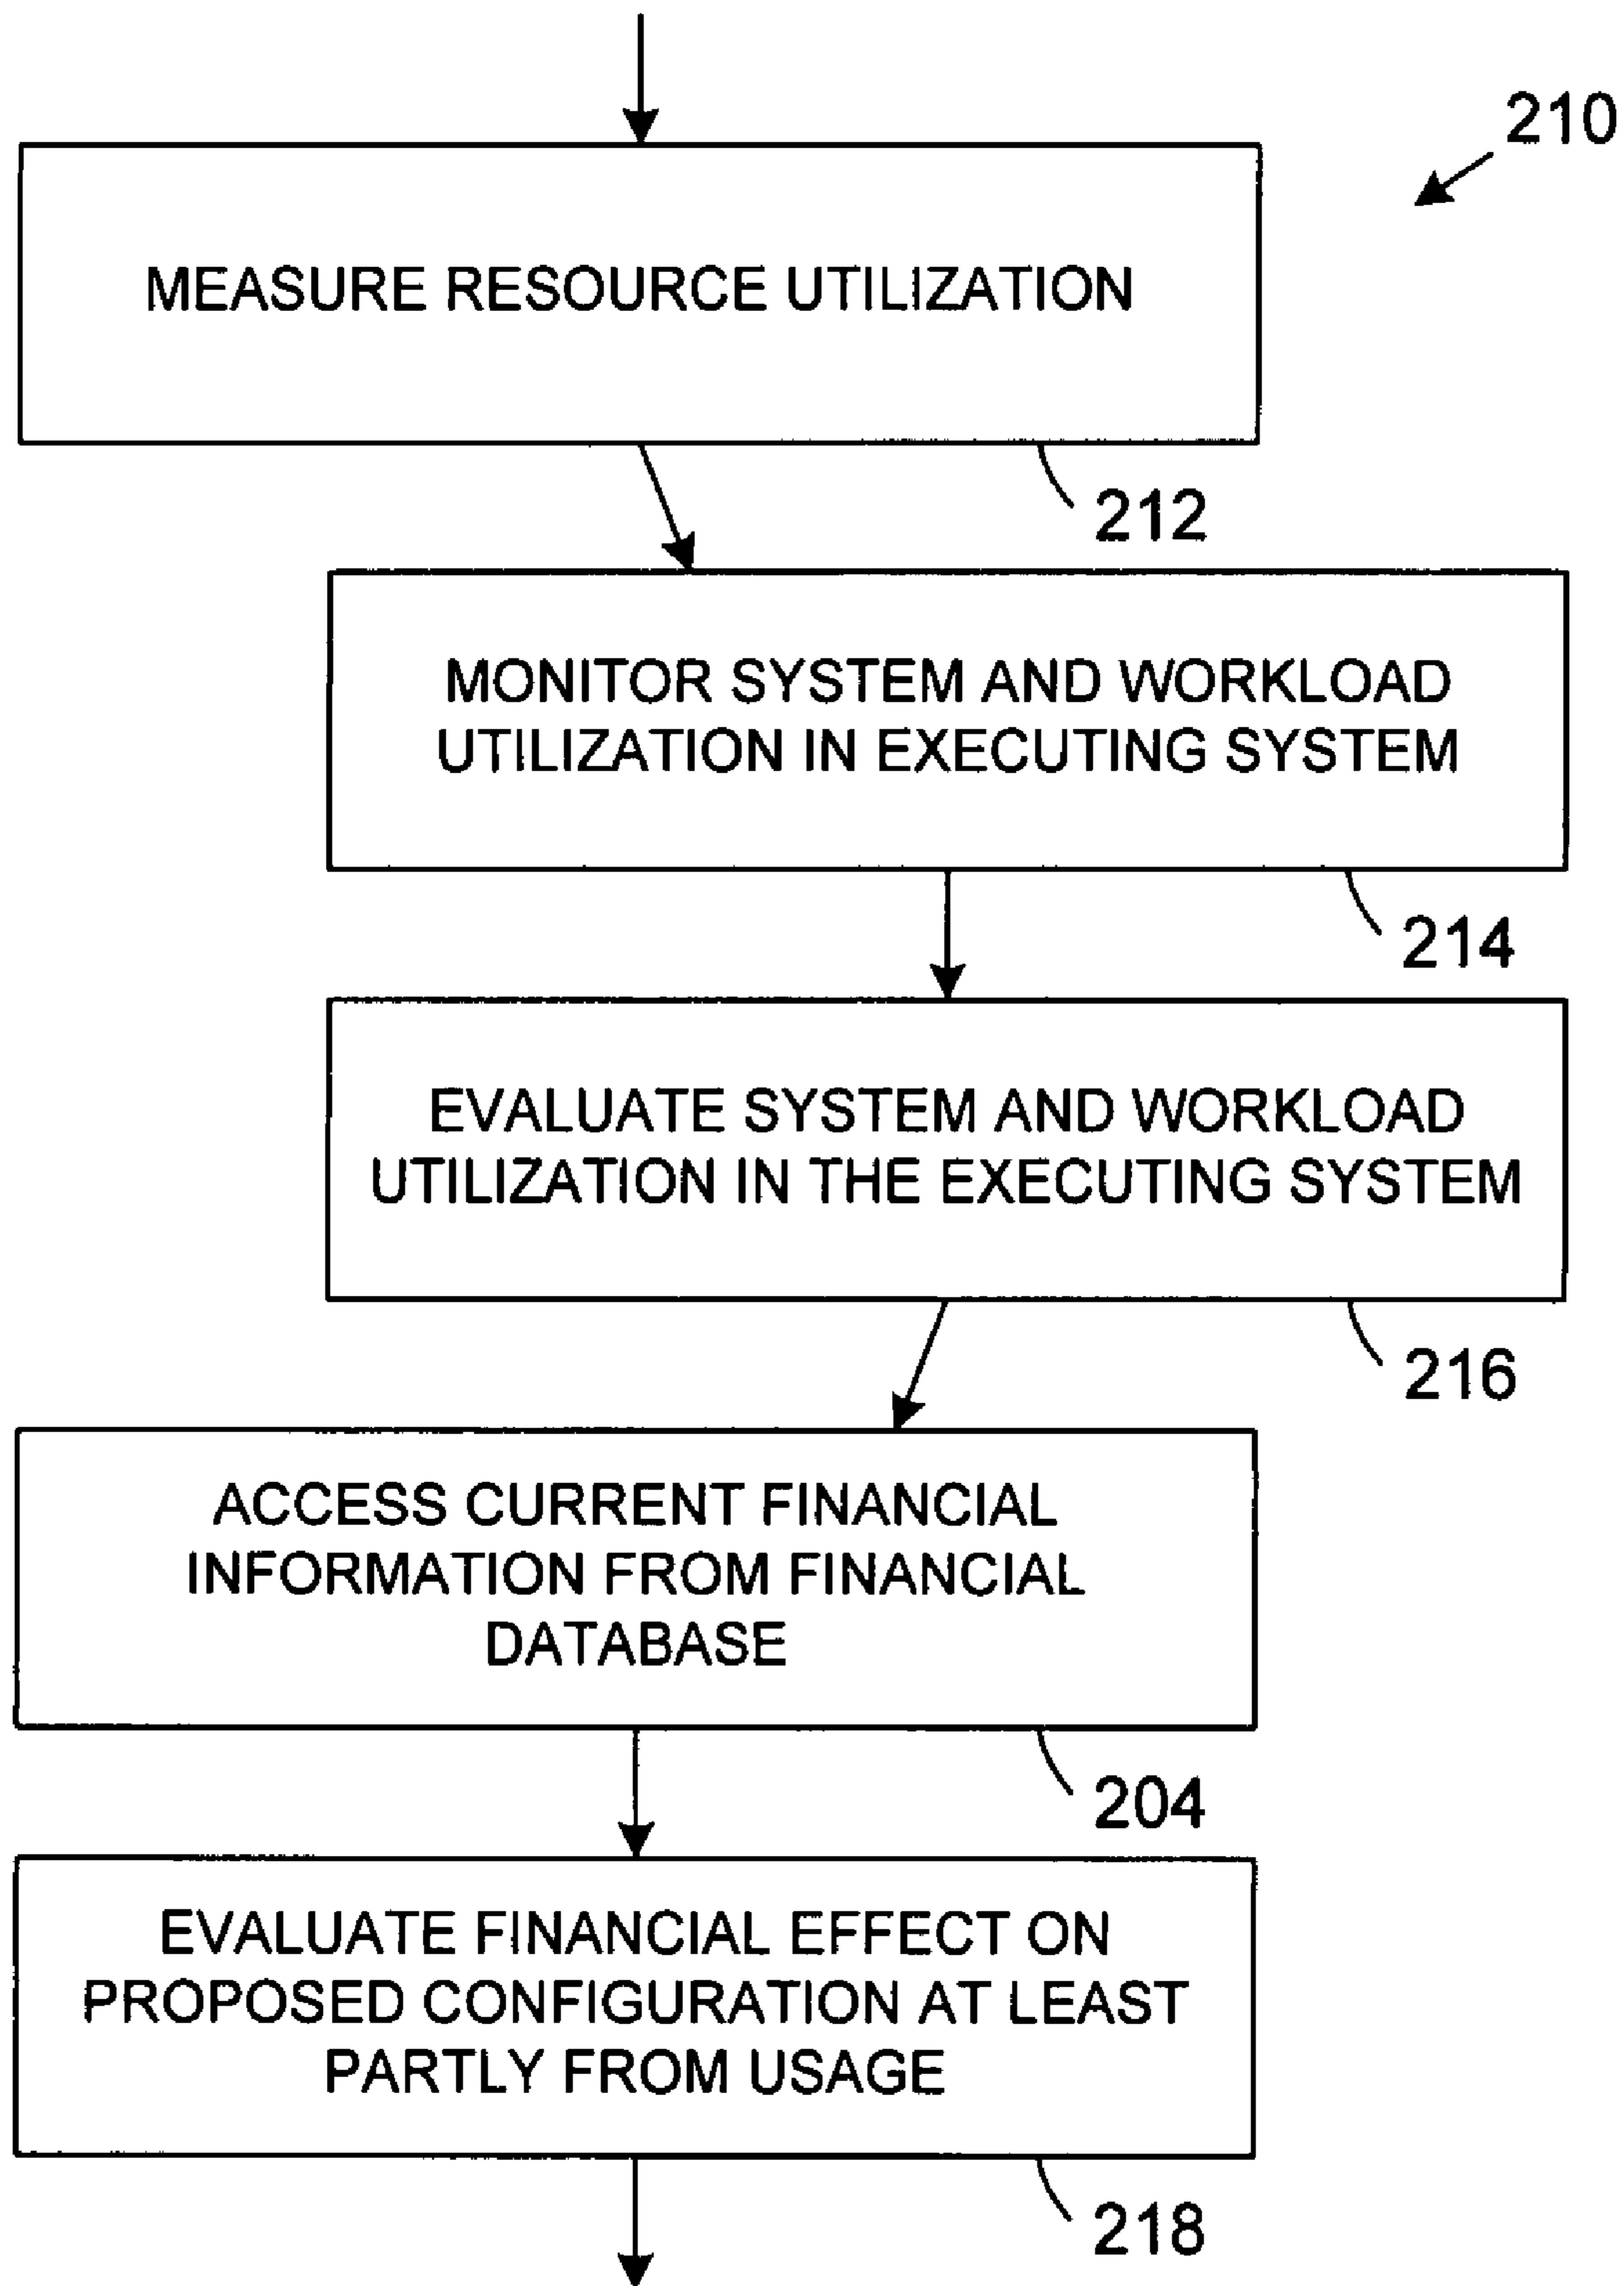 210
MEASURE RESOURCE UTILIZATION
212
MONITOR SYSTEM AND WORKLOAD
UTILIZATION IN EXECUTING SYSTEM
214
EVALUATE SYSTEM AND WORKLOAD
UTILIZATION IN THE EXECUTING SYSTEM
216
ACCESS CURRENT FINANCIAL
INFORMATION FROM FINANCIAL
DATABASE
204
EVALUATE FINANCIAL EFFECT ON
PROPOSED CONFIGURATION AT LEAST
PARTLY FROM USAGE
218